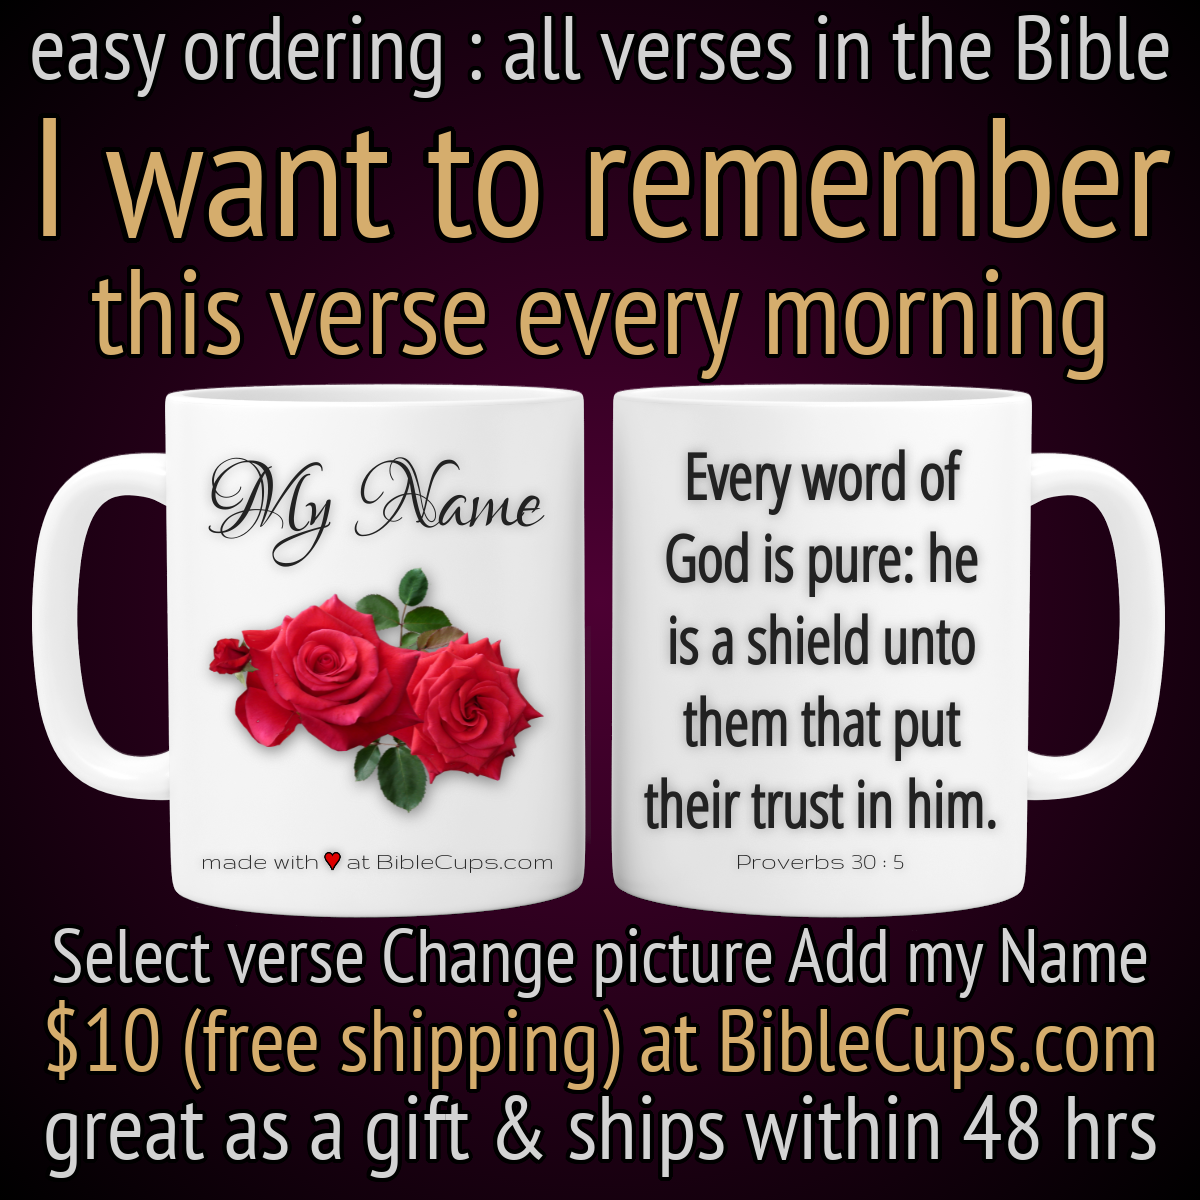 easy ordering : all verses in the Bible
I want to remember
this verse every morning
My Name
made with ♥ at BibleCups.com
Every word of
God is pure: he
is a shield unto
them that put
their trust in him.
Proverbs 30 : 5
Select verse Change picture Add my Name
$10 (free shipping) at BibleCups.com
great as a gift & ships within 48 hrs